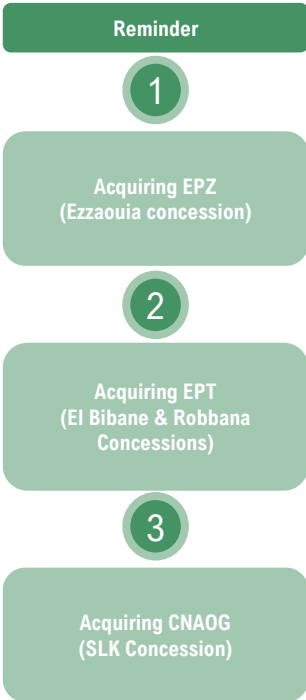 Reminder
1
Acquiring EPZ
(Ezzaouia concession)
2
Acquiring EPT
(El Bibane & Robbana
Concessions)
3
Acquiring CNAOG
(SLK Concession)